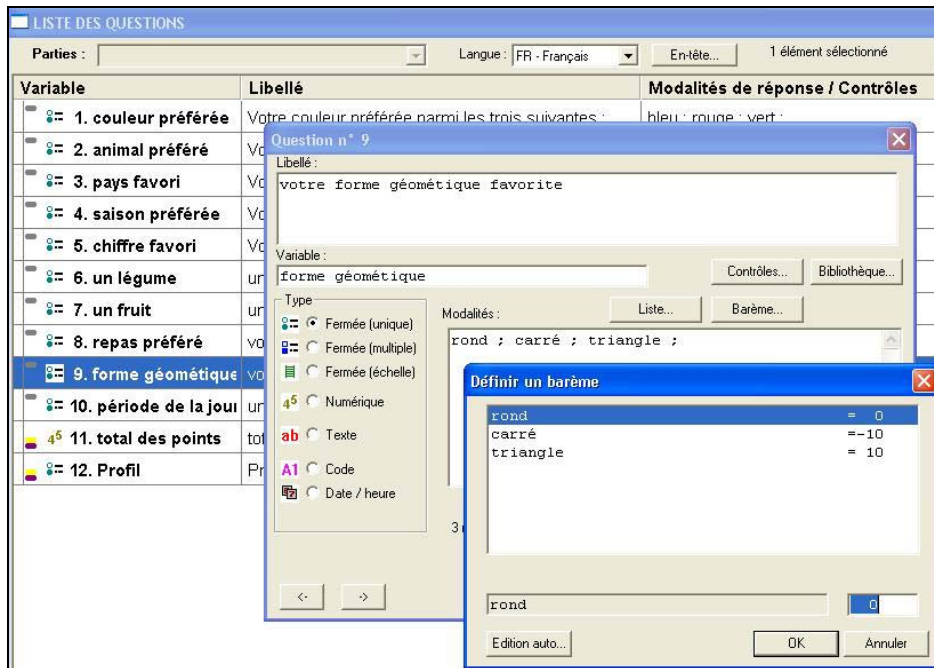 LISTE DES QUESTIONS
Parties : Langue : FR - Français En-tête... 1 élément sélectionné
Variable Libellé Modalités de réponse / Contrôles
1. couleur préférée Votre couleur préférée parmi les trois suivantes : bleu ; rouge ; vert ;
2. animal préféré
3. pays favori
4. saison préférée
5. chiffre favori
6. un légume
7. un fruit
8. repas préféré
9. forme géométique
10. période de la jour
11. total des points
12. Profil
Question n° 9
Libellé :
votre forme géométique favorite
Variable :
forme géométique
Contrôles... Bibliothèque...
Type
Fermée (unique)
Fermée (multiple)
Fermée (échelle)
45 Numérique
ab Texte
A1 Code
Date / heure
Modalités : Liste... Barème...
rond ; carré ; triangle ;
<- ->
Définir un barème
rond = 0
carré =-10
triangle = 10
rond 0
Edition auto... OK Annuler